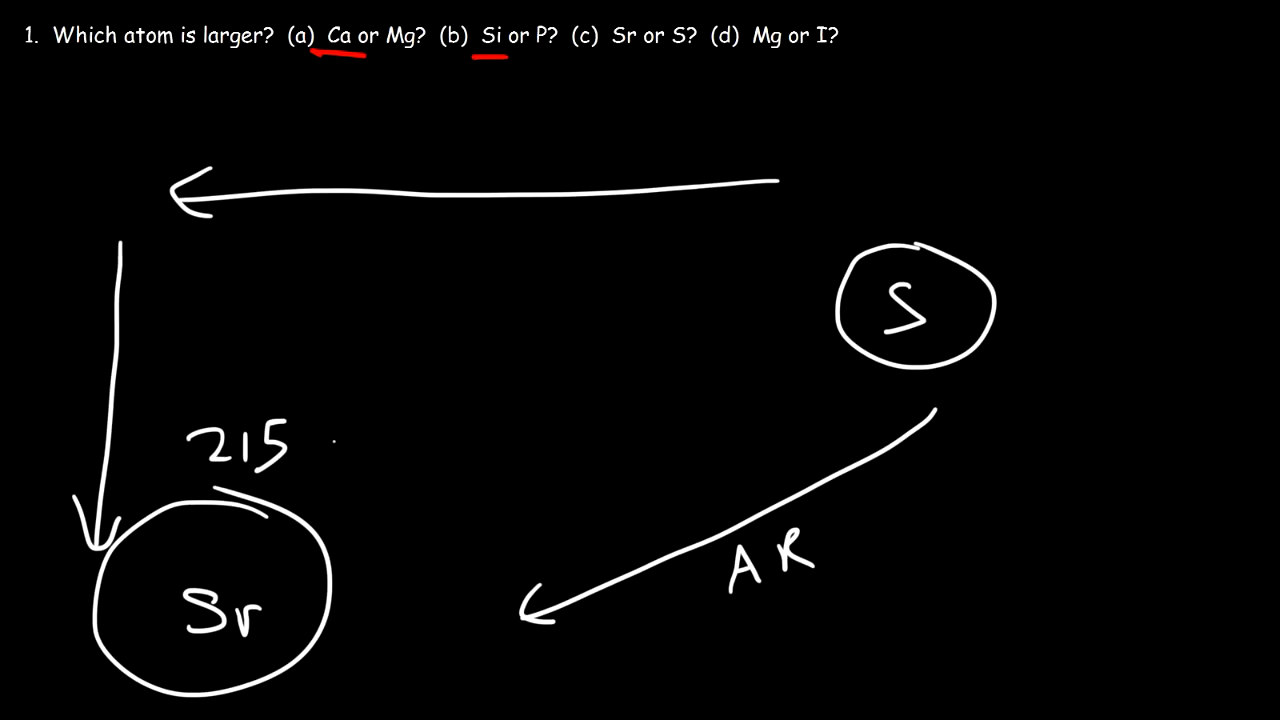 1. Which atom is larger? (a) Ca or Mg? (b) Si or P? (c) Sr or S? (d) Mg or I?
S
215
AR
Sr